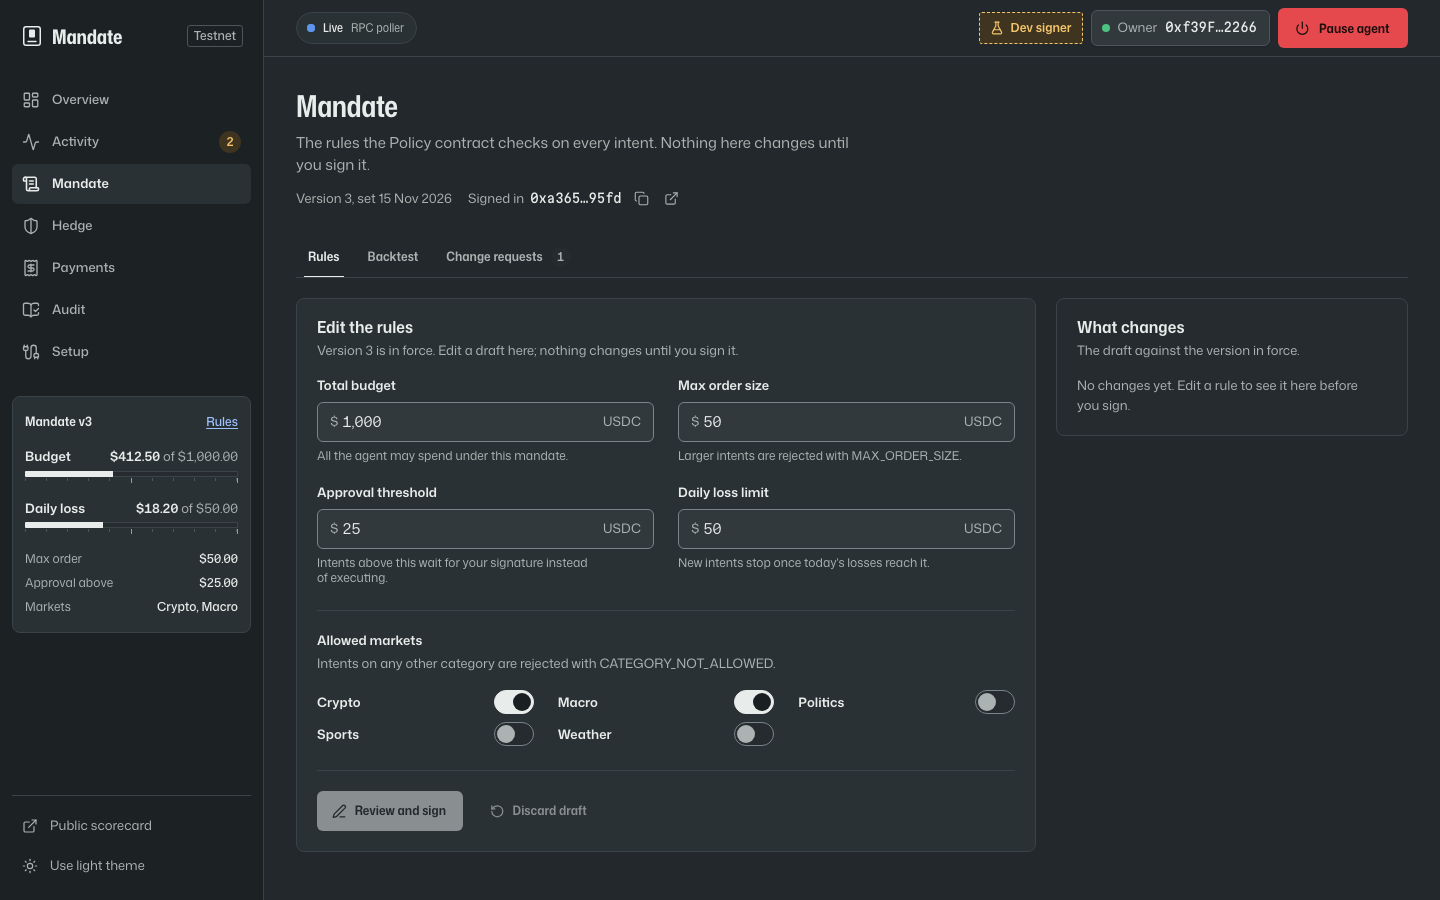 Mandate
Testnet
Overview
Activity 2
Mandate
Hedge
Payments
Audit
Setup
Mandate v3 Rules
Budget $412.50 of $1,000.00
Daily loss $18.20 of $50.00
Max order $50.00
Approval above $25.00
Markets Crypto, Macro
Public scorecard
Use light theme
Live RPC poller
Dev signer
Owner 0xf39F…2266
Pause agent
Mandate
The rules the Policy contract checks on every intent. Nothing here changes until
you sign it.
Version 3, set 15 Nov 2026 Signed in 0xa365…95fd
Rules Backtest Change requests 1
Edit the rules
Version 3 is in force. Edit a draft here; nothing changes until you sign it.
Total budget Max order size
$ 1,000 USDC $ 50 USDC
All the agent may spend under this mandate. Larger intents are rejected with MAX_ORDER_SIZE.
Approval threshold Daily loss limit
$ 25 USDC $ 50 USDC
Intents above this wait for your signature instead
of executing.
New intents stop once today's losses reach it.
Allowed markets
Intents on any other category are rejected with CATEGORY_NOT_ALLOWED.
Crypto Macro Politics
Sports Weather
Review and sign Discard draft
What changes
The draft against the version in force.
No changes yet. Edit a rule to see it here before
you sign.